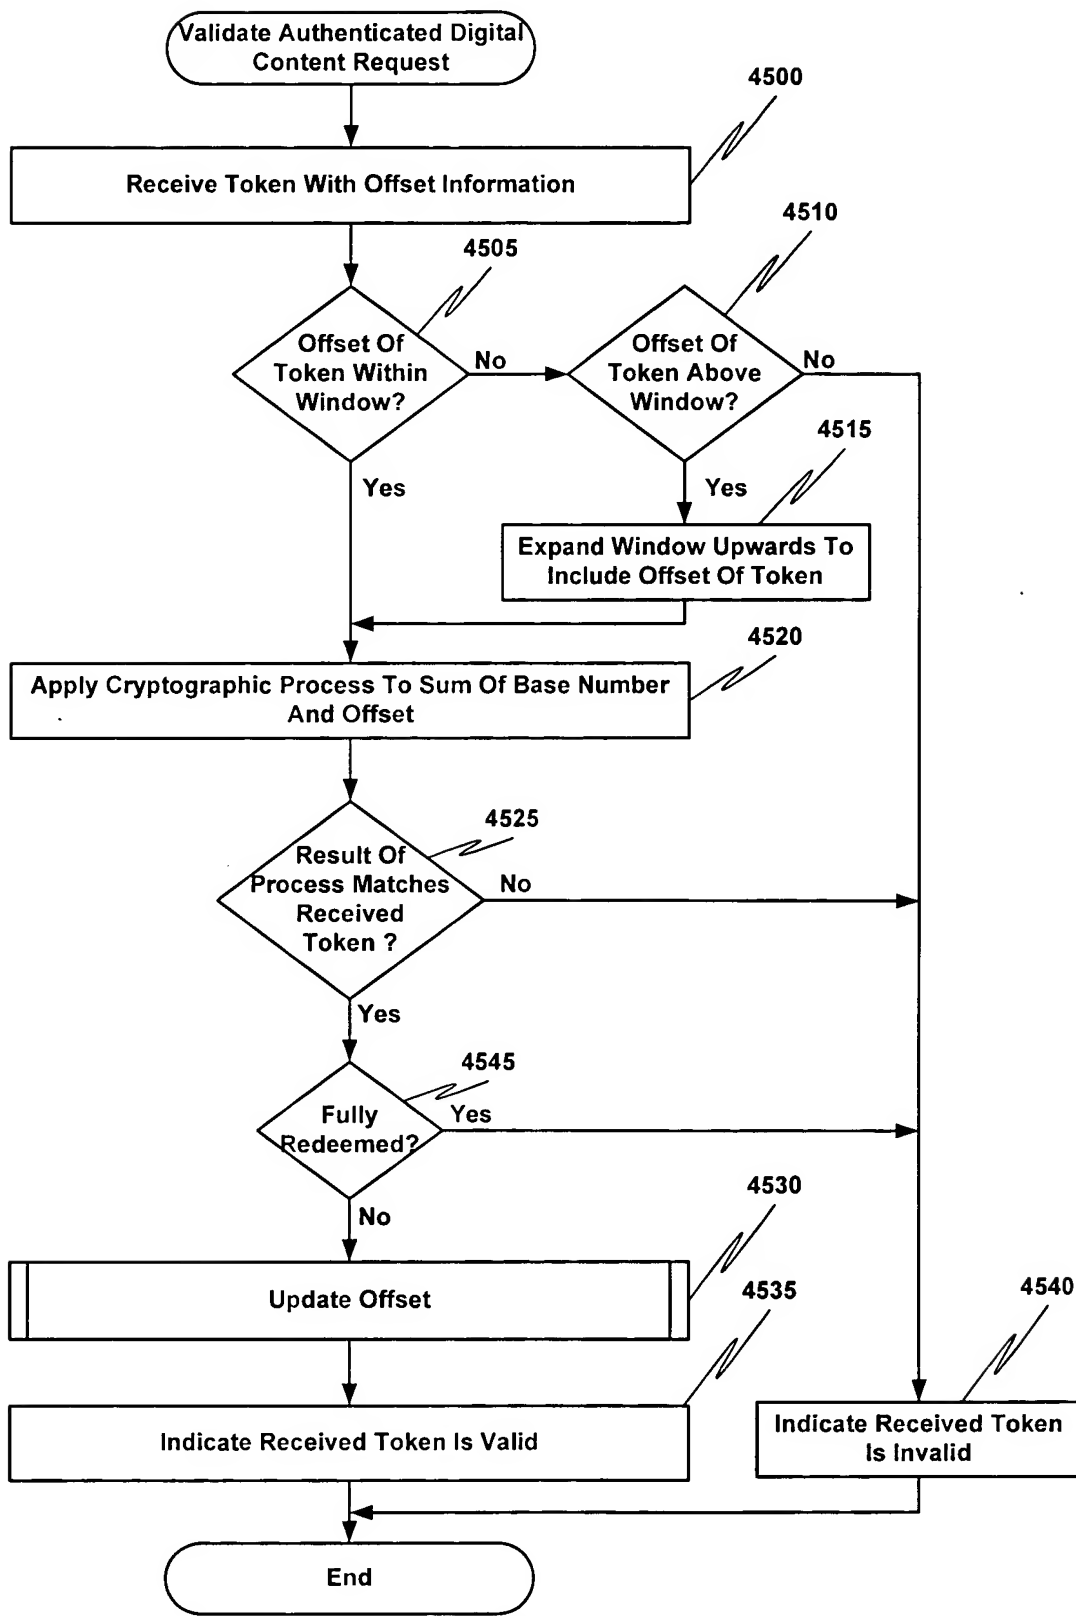 Validate Authenticated Digital
Content Request
4500
Receive Token With Offset Information
4505
4510
Offset Of
Token Within
Window?
No
Offset Of
Token Above
Window?
No
4515
Yes
Yes
Expand Window Upwards To
Include Offset Of Token
4520
Apply Cryptographic Process To Sum Of Base Number
And Offset
4525
Result Of
Process Matches
Received
Token ?
No
Yes
4545
Fully
Redeemed?
Yes
No
4530
Update Offset
4535
4540
Indicate Received Token Is Valid
Indicate Received Token
Is Invalid
End